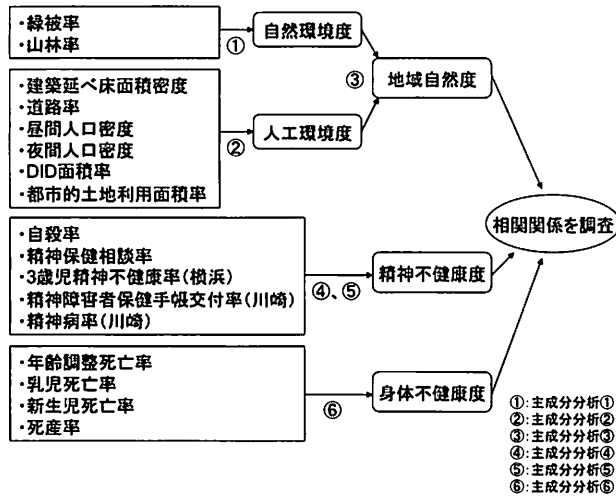 ・緑被率
・山林率
①
自然環境度
・建築延べ床面積密度
・道路率
・昼間人口密度
・夜間人口密度
・DID面積率
・都市的土地利用面積率
②
人工環境度
③
地域自然度
・自殺率
・精神保健相談率
・3歳児精神不健康率(横浜)
・精神障害者保健手帳交付率(川崎)
・精神病率(川崎)
④、⑤
精神不健康度
相関関係を調査
・年齢調整死亡率
・乳児死亡率
・新生児死亡率
・死産率
⑥
身体不健康度
①:主成分分析①
②:主成分分析②
③:主成分分析③
④:主成分分析④
⑤:主成分分析⑤
⑥:主成分分析⑥